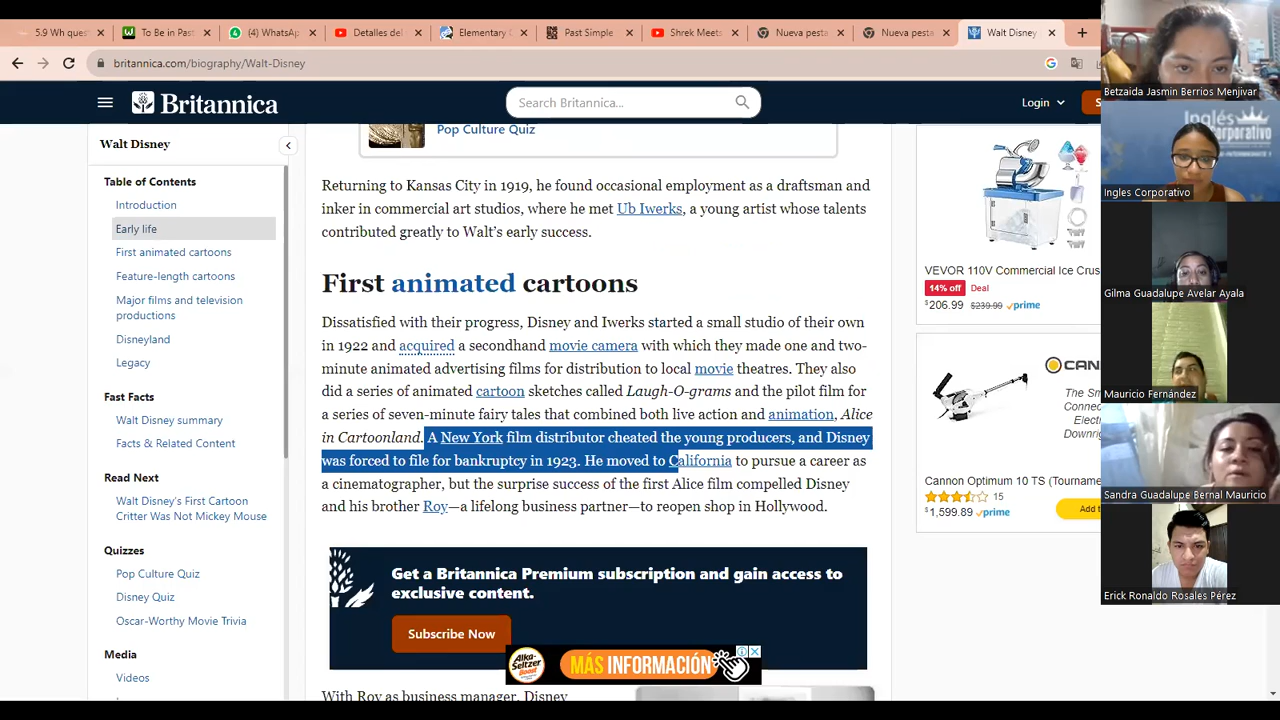 5.9 Wh ques
To Be in Past
(4) WhatsAp
Detalles del
Elementary
Past Simple
Shrek Meets
Nueva pesta
Nueva pesta
Walt Disney
britannica.com/biography/Walt-Disney
Britannica
Search Britannica...
Login
Walt Disney
Table of Contents
Introduction
Early life
First animated cartoons
Feature-length cartoons
Major films and television
productions
Disneyland
Legacy
Fast Facts
Walt Disney summary
Facts & Related Content
Read Next
Walt Disney's First Cartoon
Critter Was Not Mickey Mouse
Quizzes
Pop Culture Quiz
Disney Quiz
Oscar-Worthy Movie Trivia
Media
Videos
Pop Culture Quiz
Returning to Kansas City in 1919, he found occasional employment as a draftsman and
inker in commercial art studios, where he met Ub Iwerks, a young artist whose talents
contributed greatly to Walt's early success.
First animated cartoons
Dissatisfied with their progress, Disney and Iwerks started a small studio of their own
in 1922 and acquired a secondhand movie camera with which they made one and two-
minute animated advertising films for distribution to local movie theatres. They also
did a series of animated cartoon sketches called Laugh-O-grams and the pilot film for
a series of seven-minute fairy tales that combined both live action and animation, Alice
in Cartoonland. A New York film distributor cheated the young producers, and Disney
was forced to file for bankruptcy in 1923. He moved to California to pursue a career as
a cinematographer, but the surprise success of the first Alice film compelled Disney
and his brother Roy—a lifelong business partner—to reopen shop in Hollywood.
Get a Britannica Premium subscription and gain access to
exclusive content.
Subscribe Now
ALKA-SELTZER
BOOST
MÁS INFORMACIÓN
With Roy as business manager, Disney
VEVOR 110V Commercial Ice Crus
14% off Deal
$206.99 $239.99 prime
CANN
The Sm
Connec
Electr
Downrig
Cannon Optimum 10 TS (Tourname
15
$1,599.89 prime
Add t
Betzaida Jasmin Berrios Menjivar
Inglés
Corporativo
Ingles Corporativo
Gilma Guadalupe Avelar Ayala
Mauricio Fernández
Sandra Guadalupe Bernal Mauricio
Erick Ronaldo Rosales Pérez